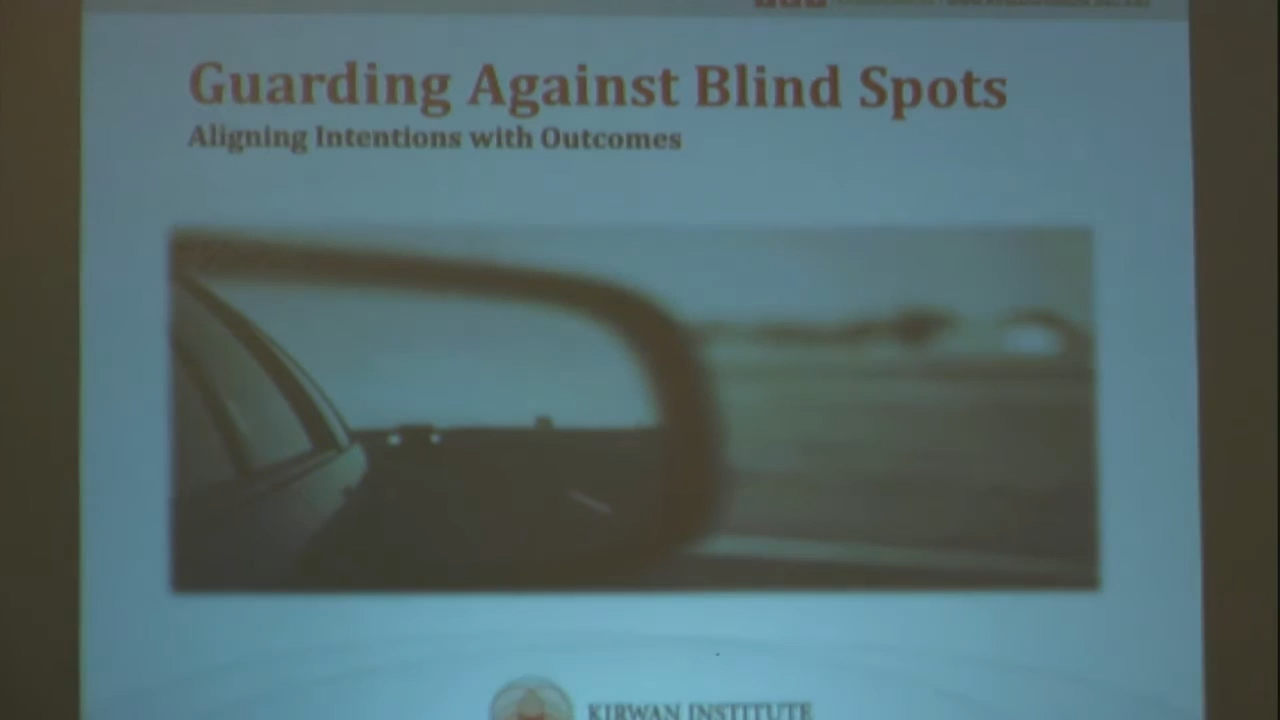 Guarding Against Blind Spots
Aligning Intentions with Outcomes
KIRWAN INSTITUTE